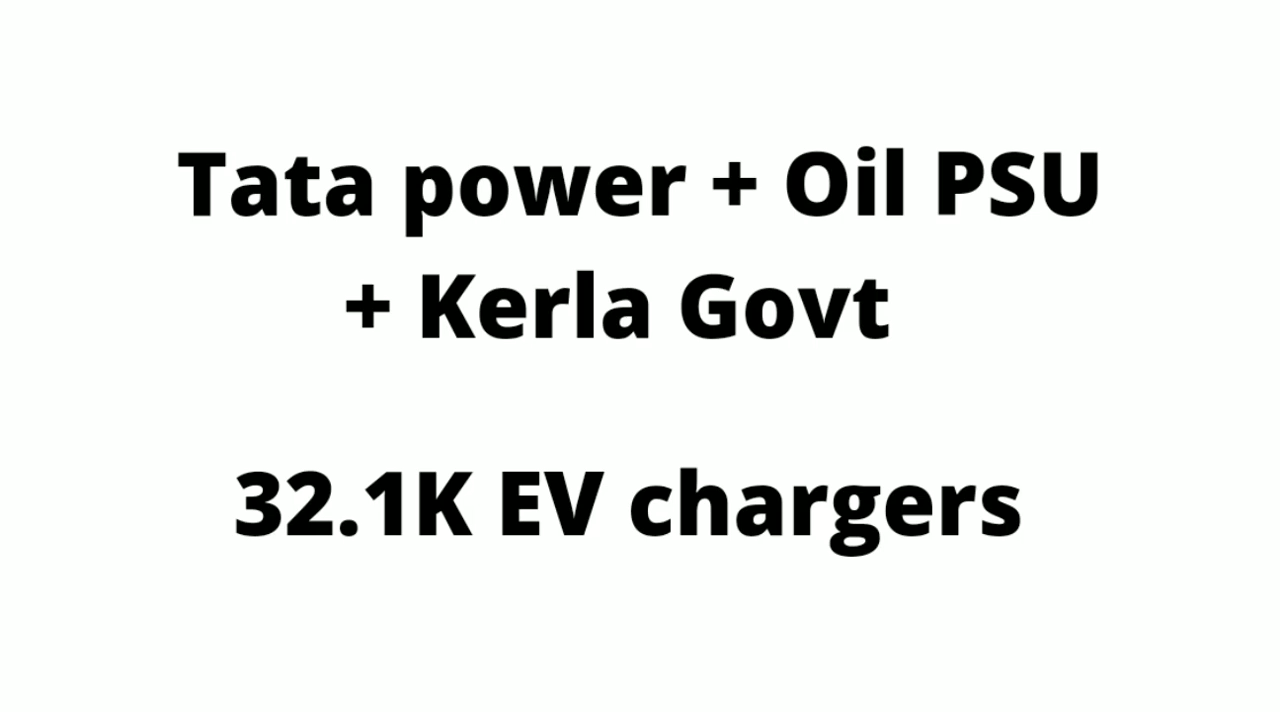 Tata power + Oil PSU
+ Kerla Govt
32.1K EV chargers